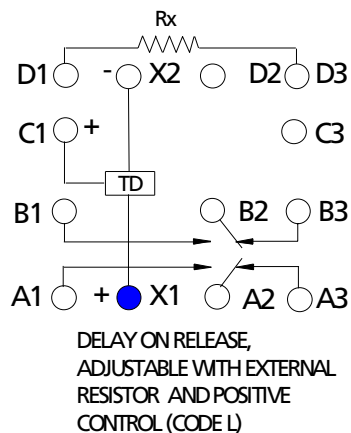 Rx
D1 - X2 D2 D3
C1 + C3
TD
B1 B2 B3
A1 + X1 A2 A3
DELAY ON RELEASE,
ADJUSTABLE WITH EXTERNAL
RESISTOR AND POSITIVE
CONTROL (CODE L)